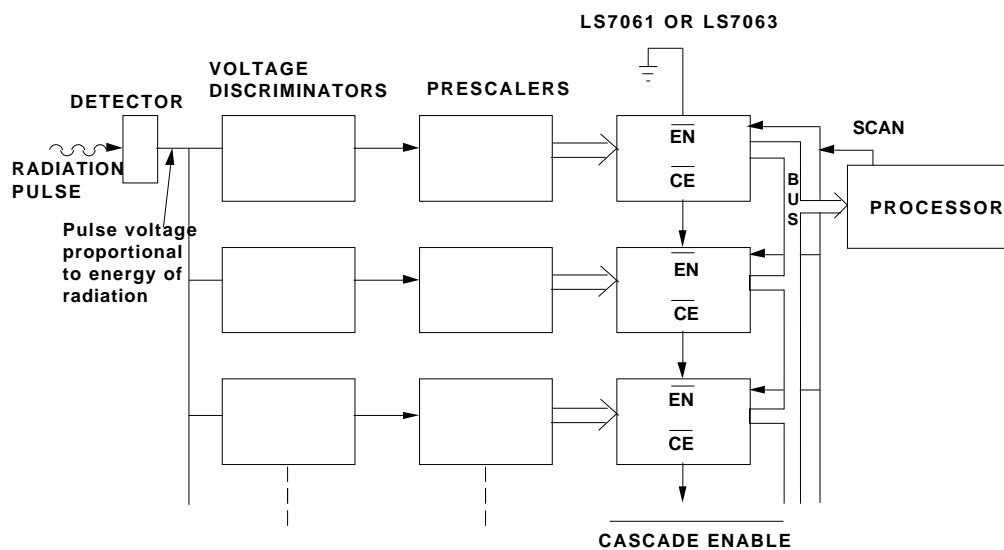 LS7061 OR LS7063
VOLTAGE
DISCRIMINATORS
PRESCALERS
DETECTOR
RADIATION
PULSE
Pulse voltage
proportional
to energy of
radiation
EN
CE
EN
CE
EN
CE
SCAN
BUS
PROCESSOR
CASCADE ENABLE